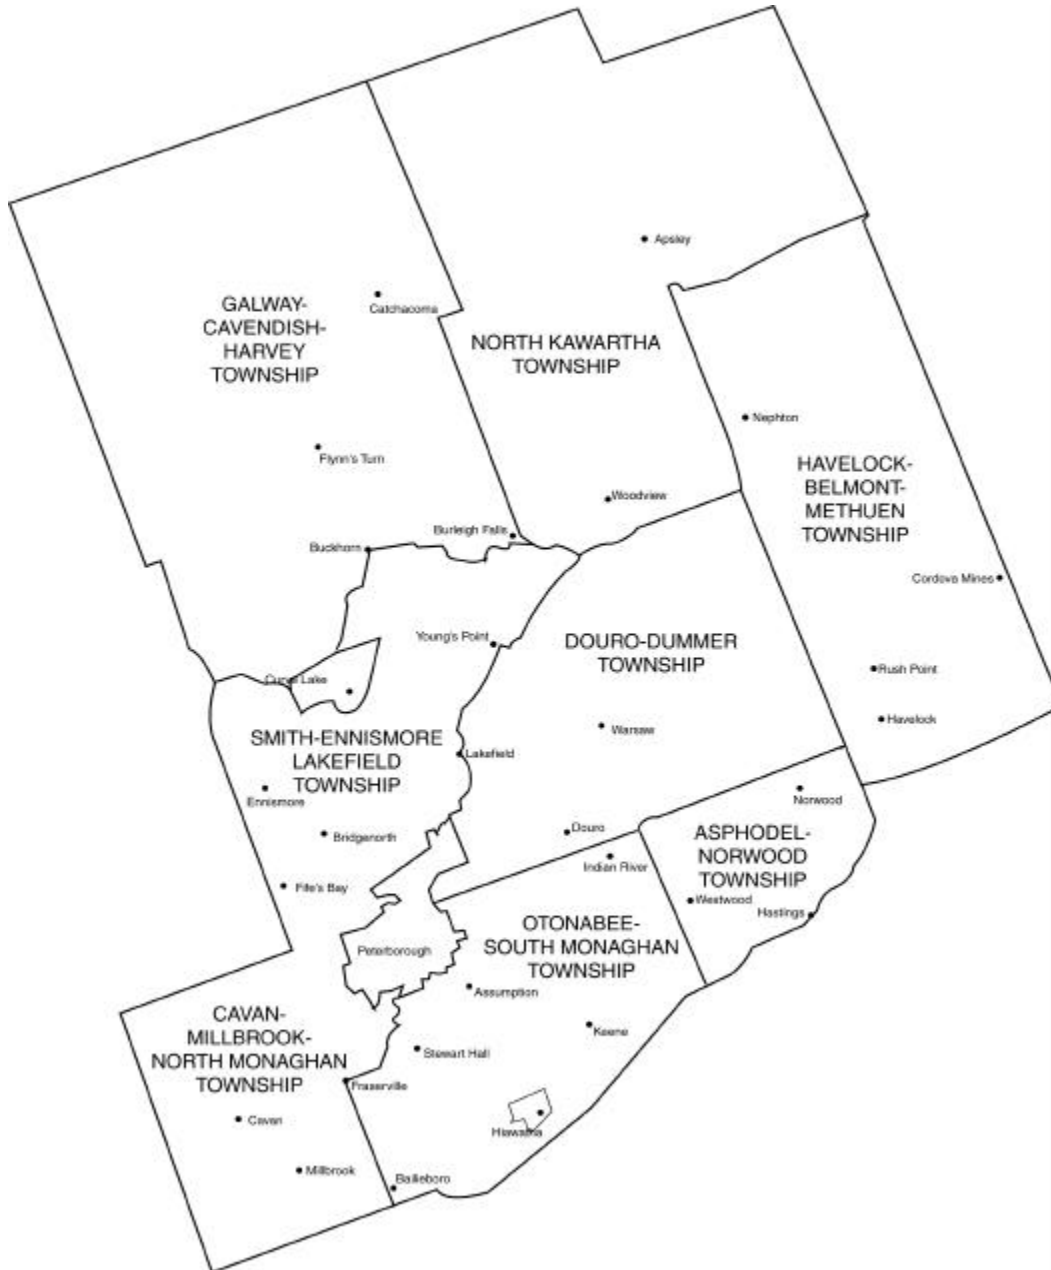 Apsley
Catchacoma
GALWAY-
CAVENDISH-
HARVEY
TOWNSHIP
NORTH KAWARTHA
TOWNSHIP
Nephton
Flynn's Turn
HAVELOCK-
BELMONT-
METHUEN
TOWNSHIP
Woodview
Burleigh Falls
Buckhorn
Cordova Mines
Young's Point
DOURO-DUMMER
TOWNSHIP
Rush Point
Curve Lake
Havelock
Warsaw
SMITH-ENNISMORE
LAKEFIELD
TOWNSHIP
Lakefield
Ennismore
Norwood
Bridgenorth
Douro
ASPHODEL-
NORWOOD
TOWNSHIP
Indian River
Fife's Bay
Westwood
Hastings
OTONABEE-
SOUTH MONAGHAN
TOWNSHIP
Peterborough
Assumption
CAVAN-
MILLBROOK-
NORTH MONAGHAN
TOWNSHIP
Keene
Stewart Hall
Fraserville
Cavan
Hiawatha
Millbrook
Bailieboro